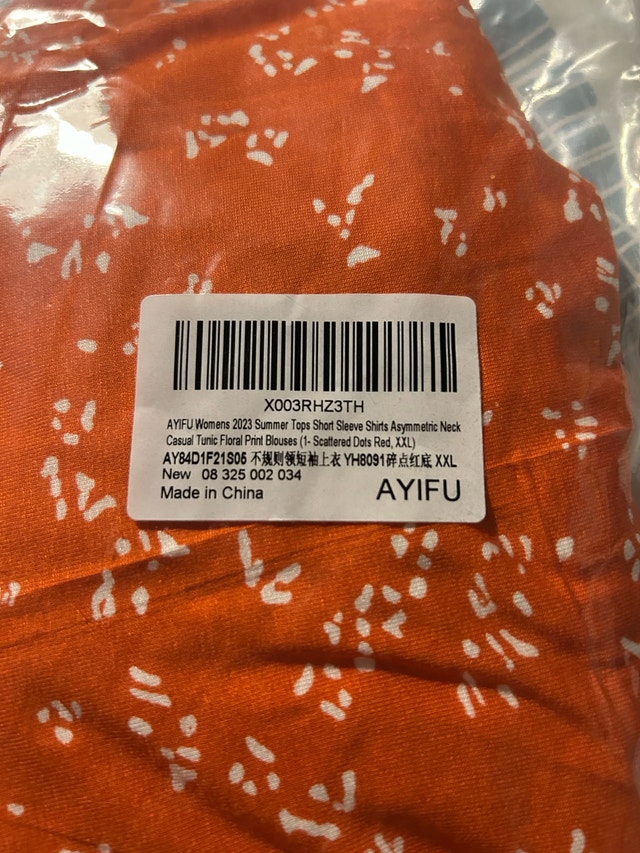 X003RHZ3TH
AYIFU Womens 2023 Summer Tops Short Sleeve Shirts Asymmetric Neck
Casual Tunic Floral Print Blouses (1- Scattered Dots Red, XXL)
AY84D1F21S05 不规则领短袖上衣 YH8091碎点红底 XXL
New 08 325 002 034
Made in China
AYIFU